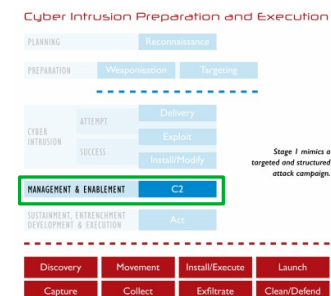 Cyber Intrusion Preparation and Execution
PLANNING Reconnaissance
PREPARATION Weaponisation Targeting
CYBER INTRUSION
ATTEMPT Delivery
Exploit
SUCCESS Install/Modify
Stage 1 mimics a
targeted and structured
attack campaign.
MANAGEMENT & ENABLEMENT C2
SUSTAINMENT, ENTRENCHMENT
DEVELOPMENT & EXECUTION
Act
Discovery Movement Install/Execute Launch
Capture Collect Exfiltrate Clean/Defend